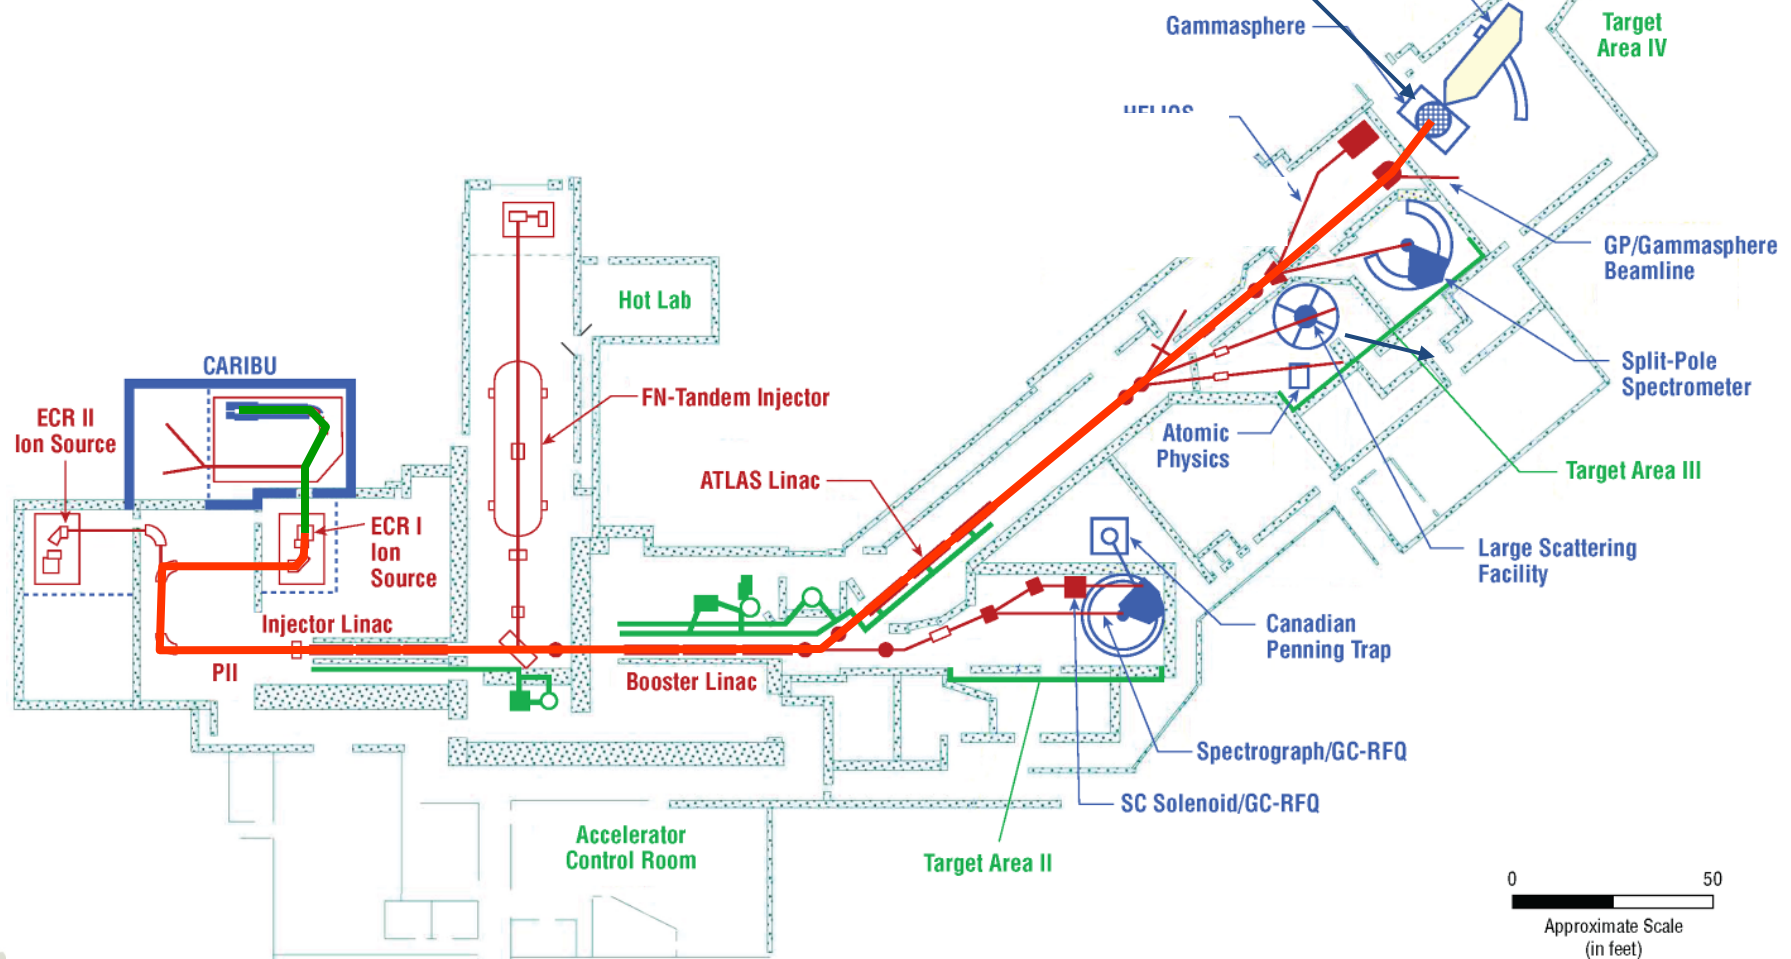 Gammasphere
Target
Area IV
HELIOS
GP/Gammasphere
Beamline
Hot Lab
CARIBU
Split-Pole
Spectrometer
FN-Tandem Injector
ECR II
Ion Source
Atomic
Physics
Target Area III
ATLAS Linac
ECR I
Ion
Source
Large Scattering
Facility
Injector Linac
Canadian
Penning Trap
PII
Booster Linac
Spectrograph/GC-RFQ
SC Solenoid/GC-RFQ
Accelerator
Control Room
Target Area II
0 50
Approximate Scale
(in feet)